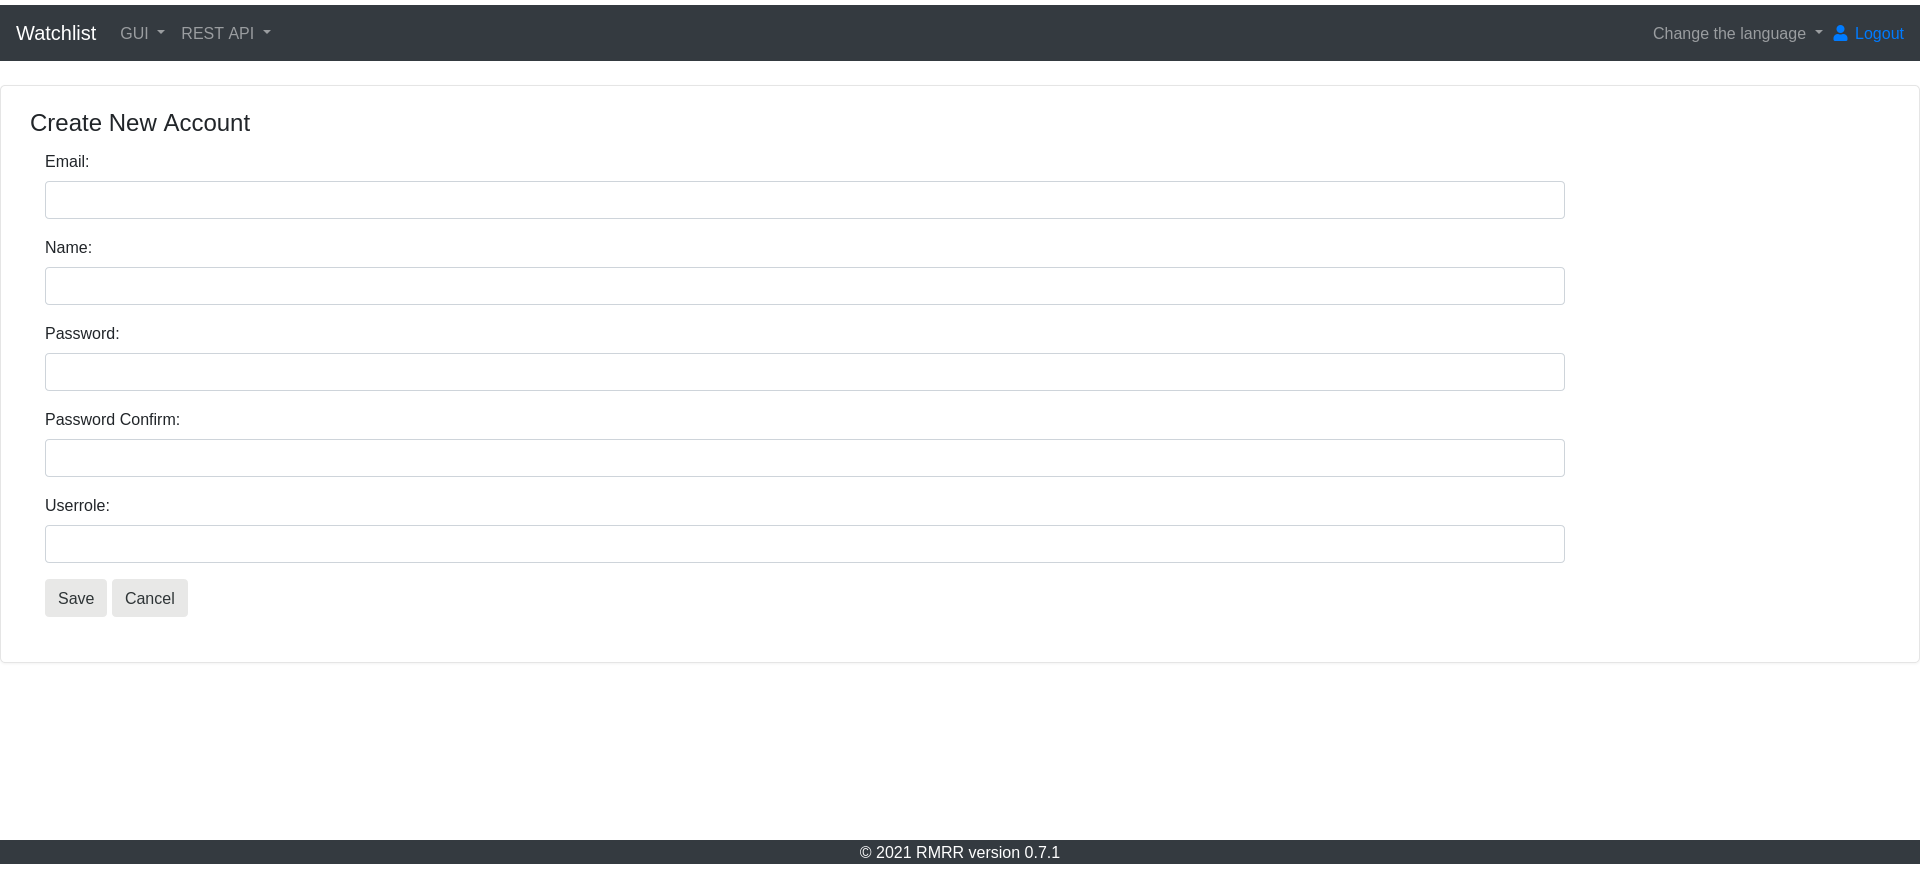 Watchlist GUI REST API Change the language Logout
Create New Account
Email:
Name:
Password:
Password Confirm:
Userrole:
Save Cancel
© 2021 RMRR version 0.7.1